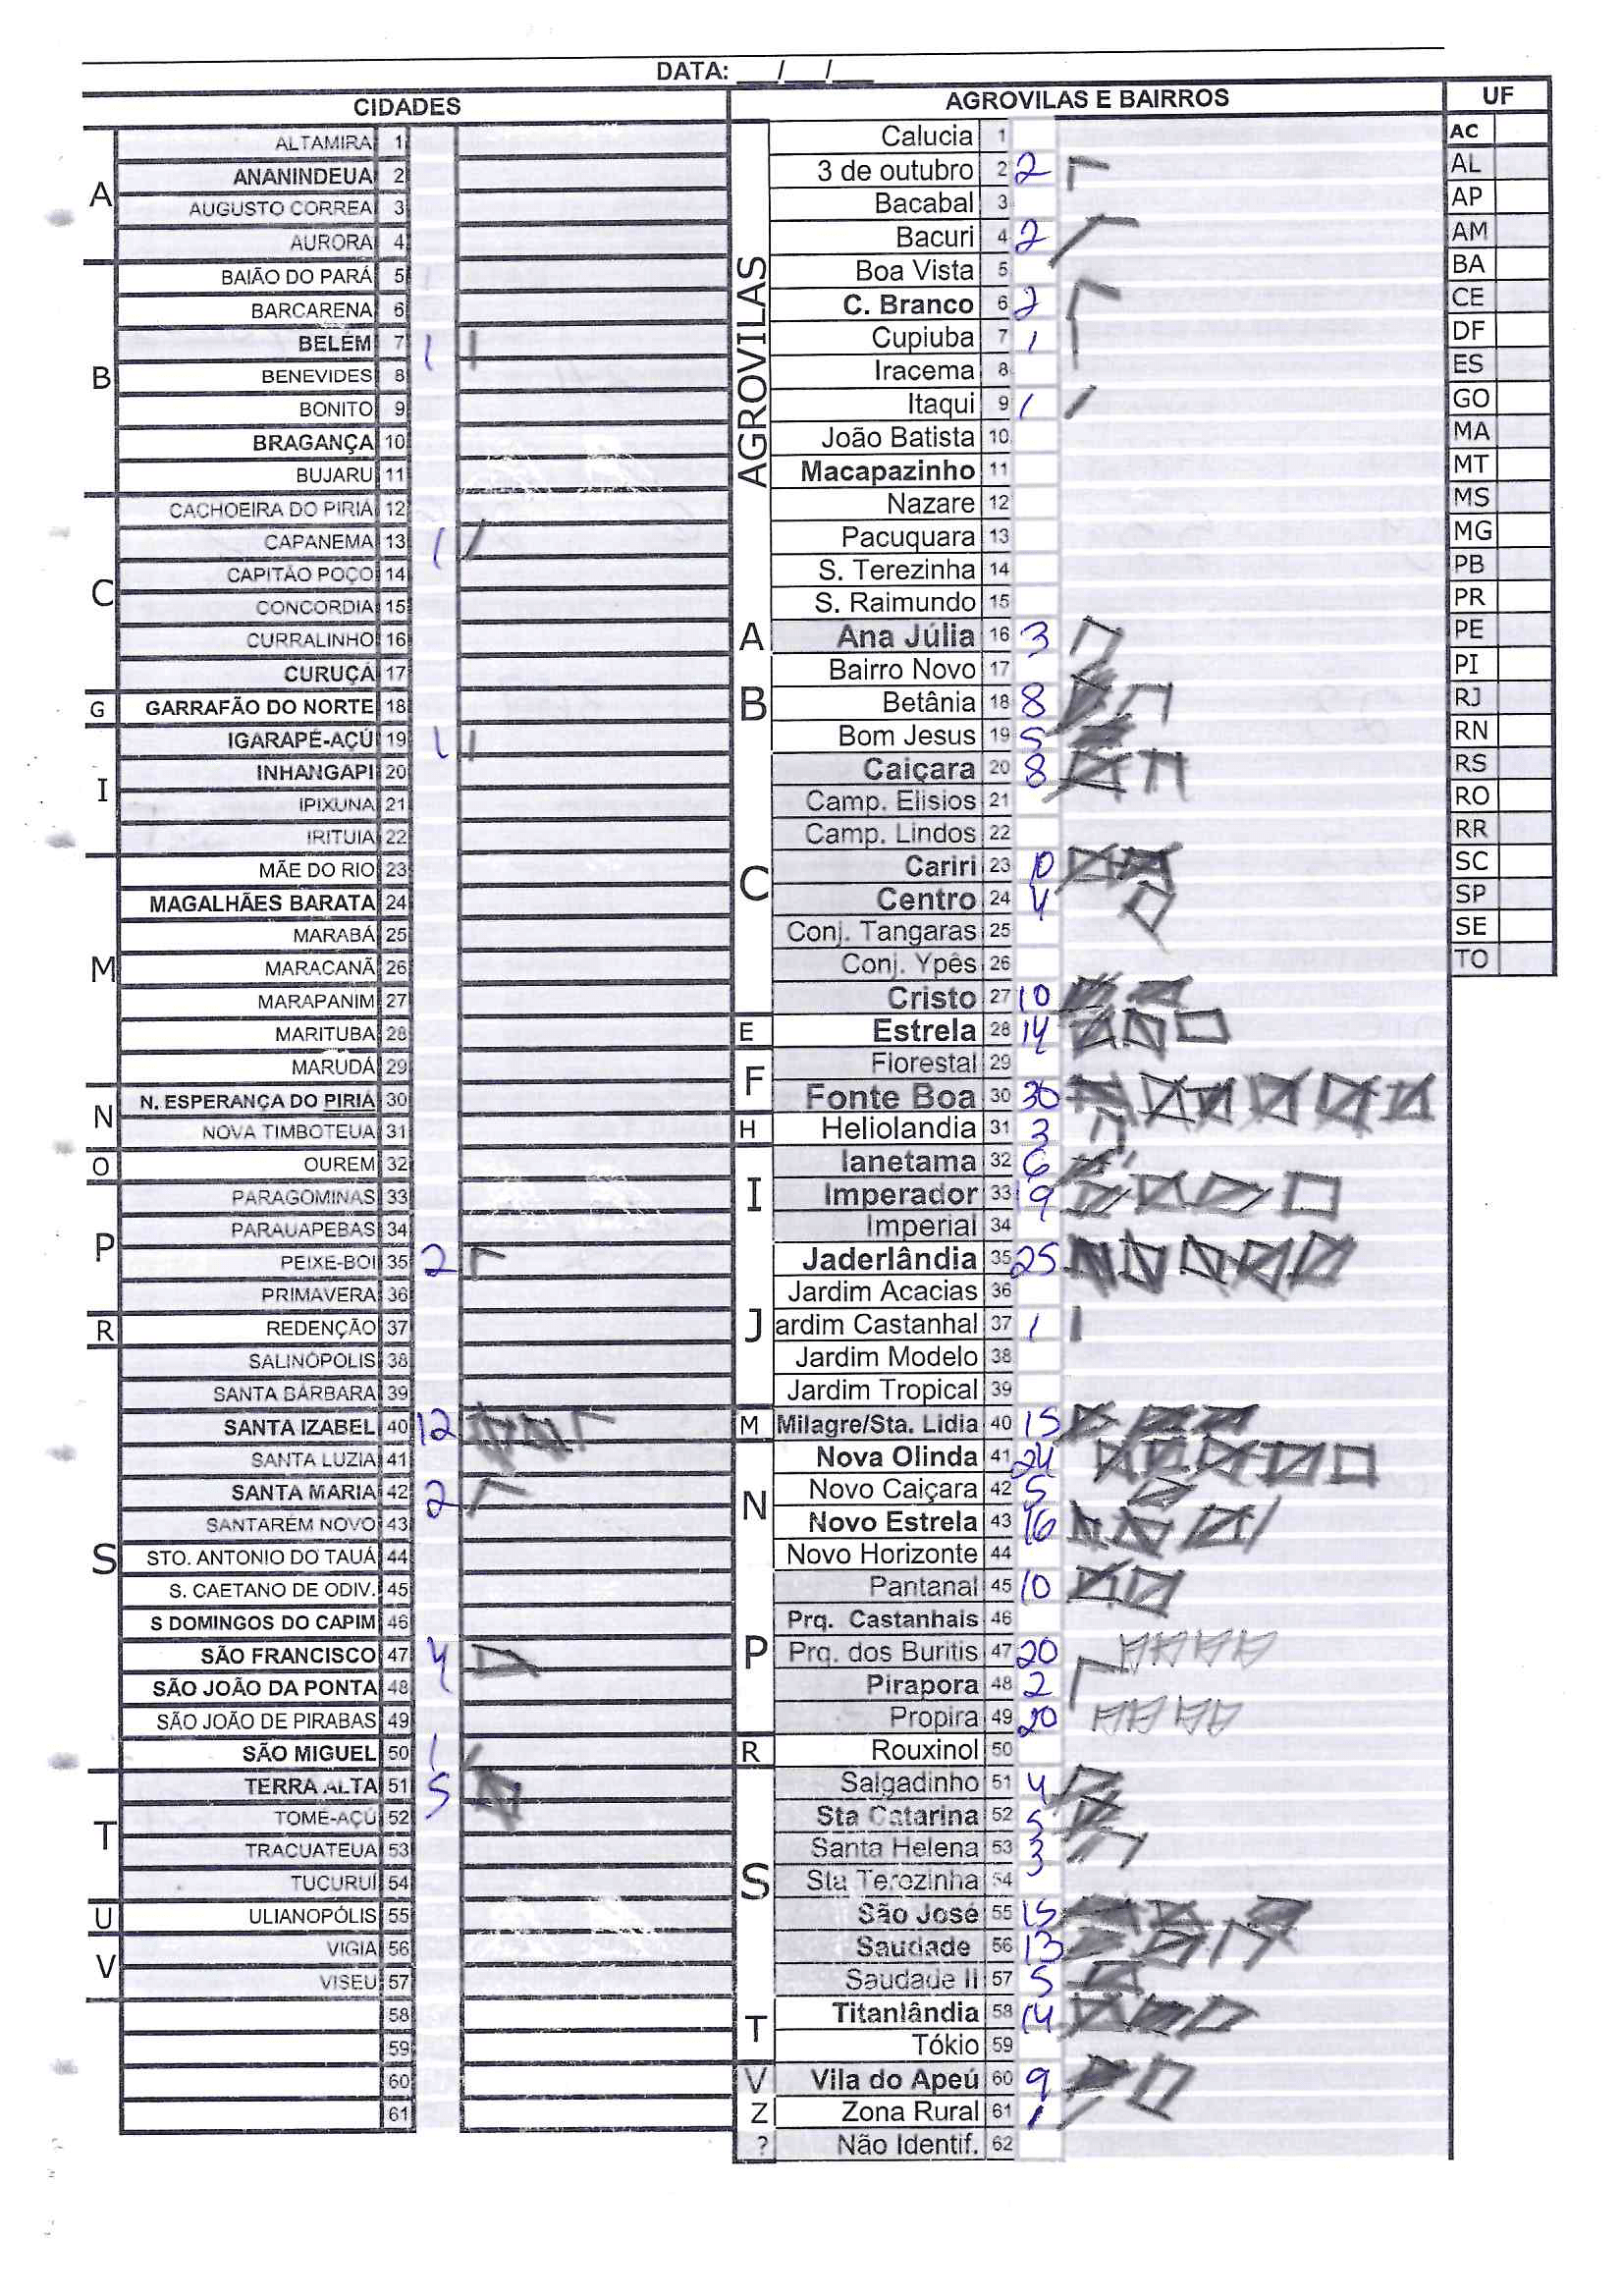 DATA: __/__/__
CIDADES
A
ALTAMIRA 1
ANANINDEUA 2
AUGUSTO CORREA 3
AURORA 4
B
BAIÃO DO PARÁ 5
BARCARENA 6
BELÉM 7 1
BENEVIDES 8
BONITO 9
BRAGANÇA 10
BUJARU 11
C
CACHOEIRA DO PIRIÁ 12
CAPANEMA 13 1
CAPITÃO POÇO 14
CONCORDIA 15
CURRALINHO 16
CURUÇÁ 17
G
GARRAFÃO DO NORTE 18
I
IGARAPÉ-AÇÚ 19 1
INHANGAPI 20
IPIXUNA 21
IRITUIA 22
M
MÃE DO RIO 23
MAGALHÃES BARATA 24
MARABÁ 25
MARACANÃ 26
MARAPANIM 27
MARITUBA 28
MARUDÁ 29
N
N. ESPERANÇA DO PIRIÁ 30
NOVA TIMBOTEUA 31
O
OUREM 32
P
PARAGOMINAS 33
PARAUAPEBAS 34
PEIXE-BOI 35 2
PRIMAVERA 36
R
REDENÇÃO 37
S
SALINÓPOLIS 38
SANTA BÁRBARA 39
SANTA IZABEL 40 12
SANTA LUZIA 41
SANTA MARIA 42 2
SANTARÉM NOVO 43
STO. ANTONIO DO TAUÁ 44
S. CAETANO DE ODIV. 45
S DOMINGOS DO CAPIM 46
SÃO FRANCISCO 47 4
SÃO JOÃO DA PONTA 48
SÃO JOÃO DE PIRABAS 49
SÃO MIGUEL 50 1
T
TERRA ALTA 51 5
TOMÉ-AÇU 52
TRACUATEUA 53
TUCURUÍ 54
U
ULIANOPÓLIS 55
V
VIGIA 56
VISEU 57
58
59
60
61
AGROVILAS E BAIRROS
AGROVILAS
Calucia 1
3 de outubro 2 2
Bacabal 3
Bacuri 4 2
Boa Vista 5
C. Branco 6 2
Cupiuba 7 1
Iracema 8
Itaqui 9 1
João Batista 10
Macapazinho 11
Nazare 12
Pacuquara 13
S. Terezinha 14
S. Raimundo 15
A
Ana Júlia 16 3
B
Bairro Novo 17
Betânia 18 8
Bom Jesus 19 5
C
Caiçara 20 8
Camp. Elisios 21
Camp. Lindos 22
Cariri 23 10
Centro 24 4
Conj. Tangaras 25
Conj. Ypês 26
Cristo 27 10
E
Estrela 28 14
F
Florestal 29
Fonte Boa 30 30
H
Heliolandia 31 3
I
Ianetama 32 6
Imperador 33 19
Imperial 34
J
Jaderlândia 35 25
Jardim Acacias 36
ardim Castanhal 37 1
Jardim Modelo 38
Jardim Tropical 39
M
Milagre/Sta. Lidia 40 15
N
Nova Olinda 41 24
Novo Caiçara 42 5
Novo Estrela 43 16
Novo Horizonte 44
P
Pantanal 45 10
Prq. Castanhais 46
Prq. dos Buritis 47 20
Pirapora 48 2
Propira 49 20
R
Rouxinol 50
S
Salgadinho 51 4
Sta Catarina 52 5
Santa Helena 53 3
Sta Terezinha 54
São José 55 15
Saudade 56 13
Saudade II 57 5
T
Titanlândia 58 14
Tókio 59
V
Vila do Apeú 60 9
Z
Zona Rural 61 1
?
Não Identif. 62
UF
AC
AL
AP
AM
BA
CE
DF
ES
GO
MA
MT
MS
MG
PB
PR
PE
PI
RJ
RN
RS
RO
RR
SC
SP
SE
TO